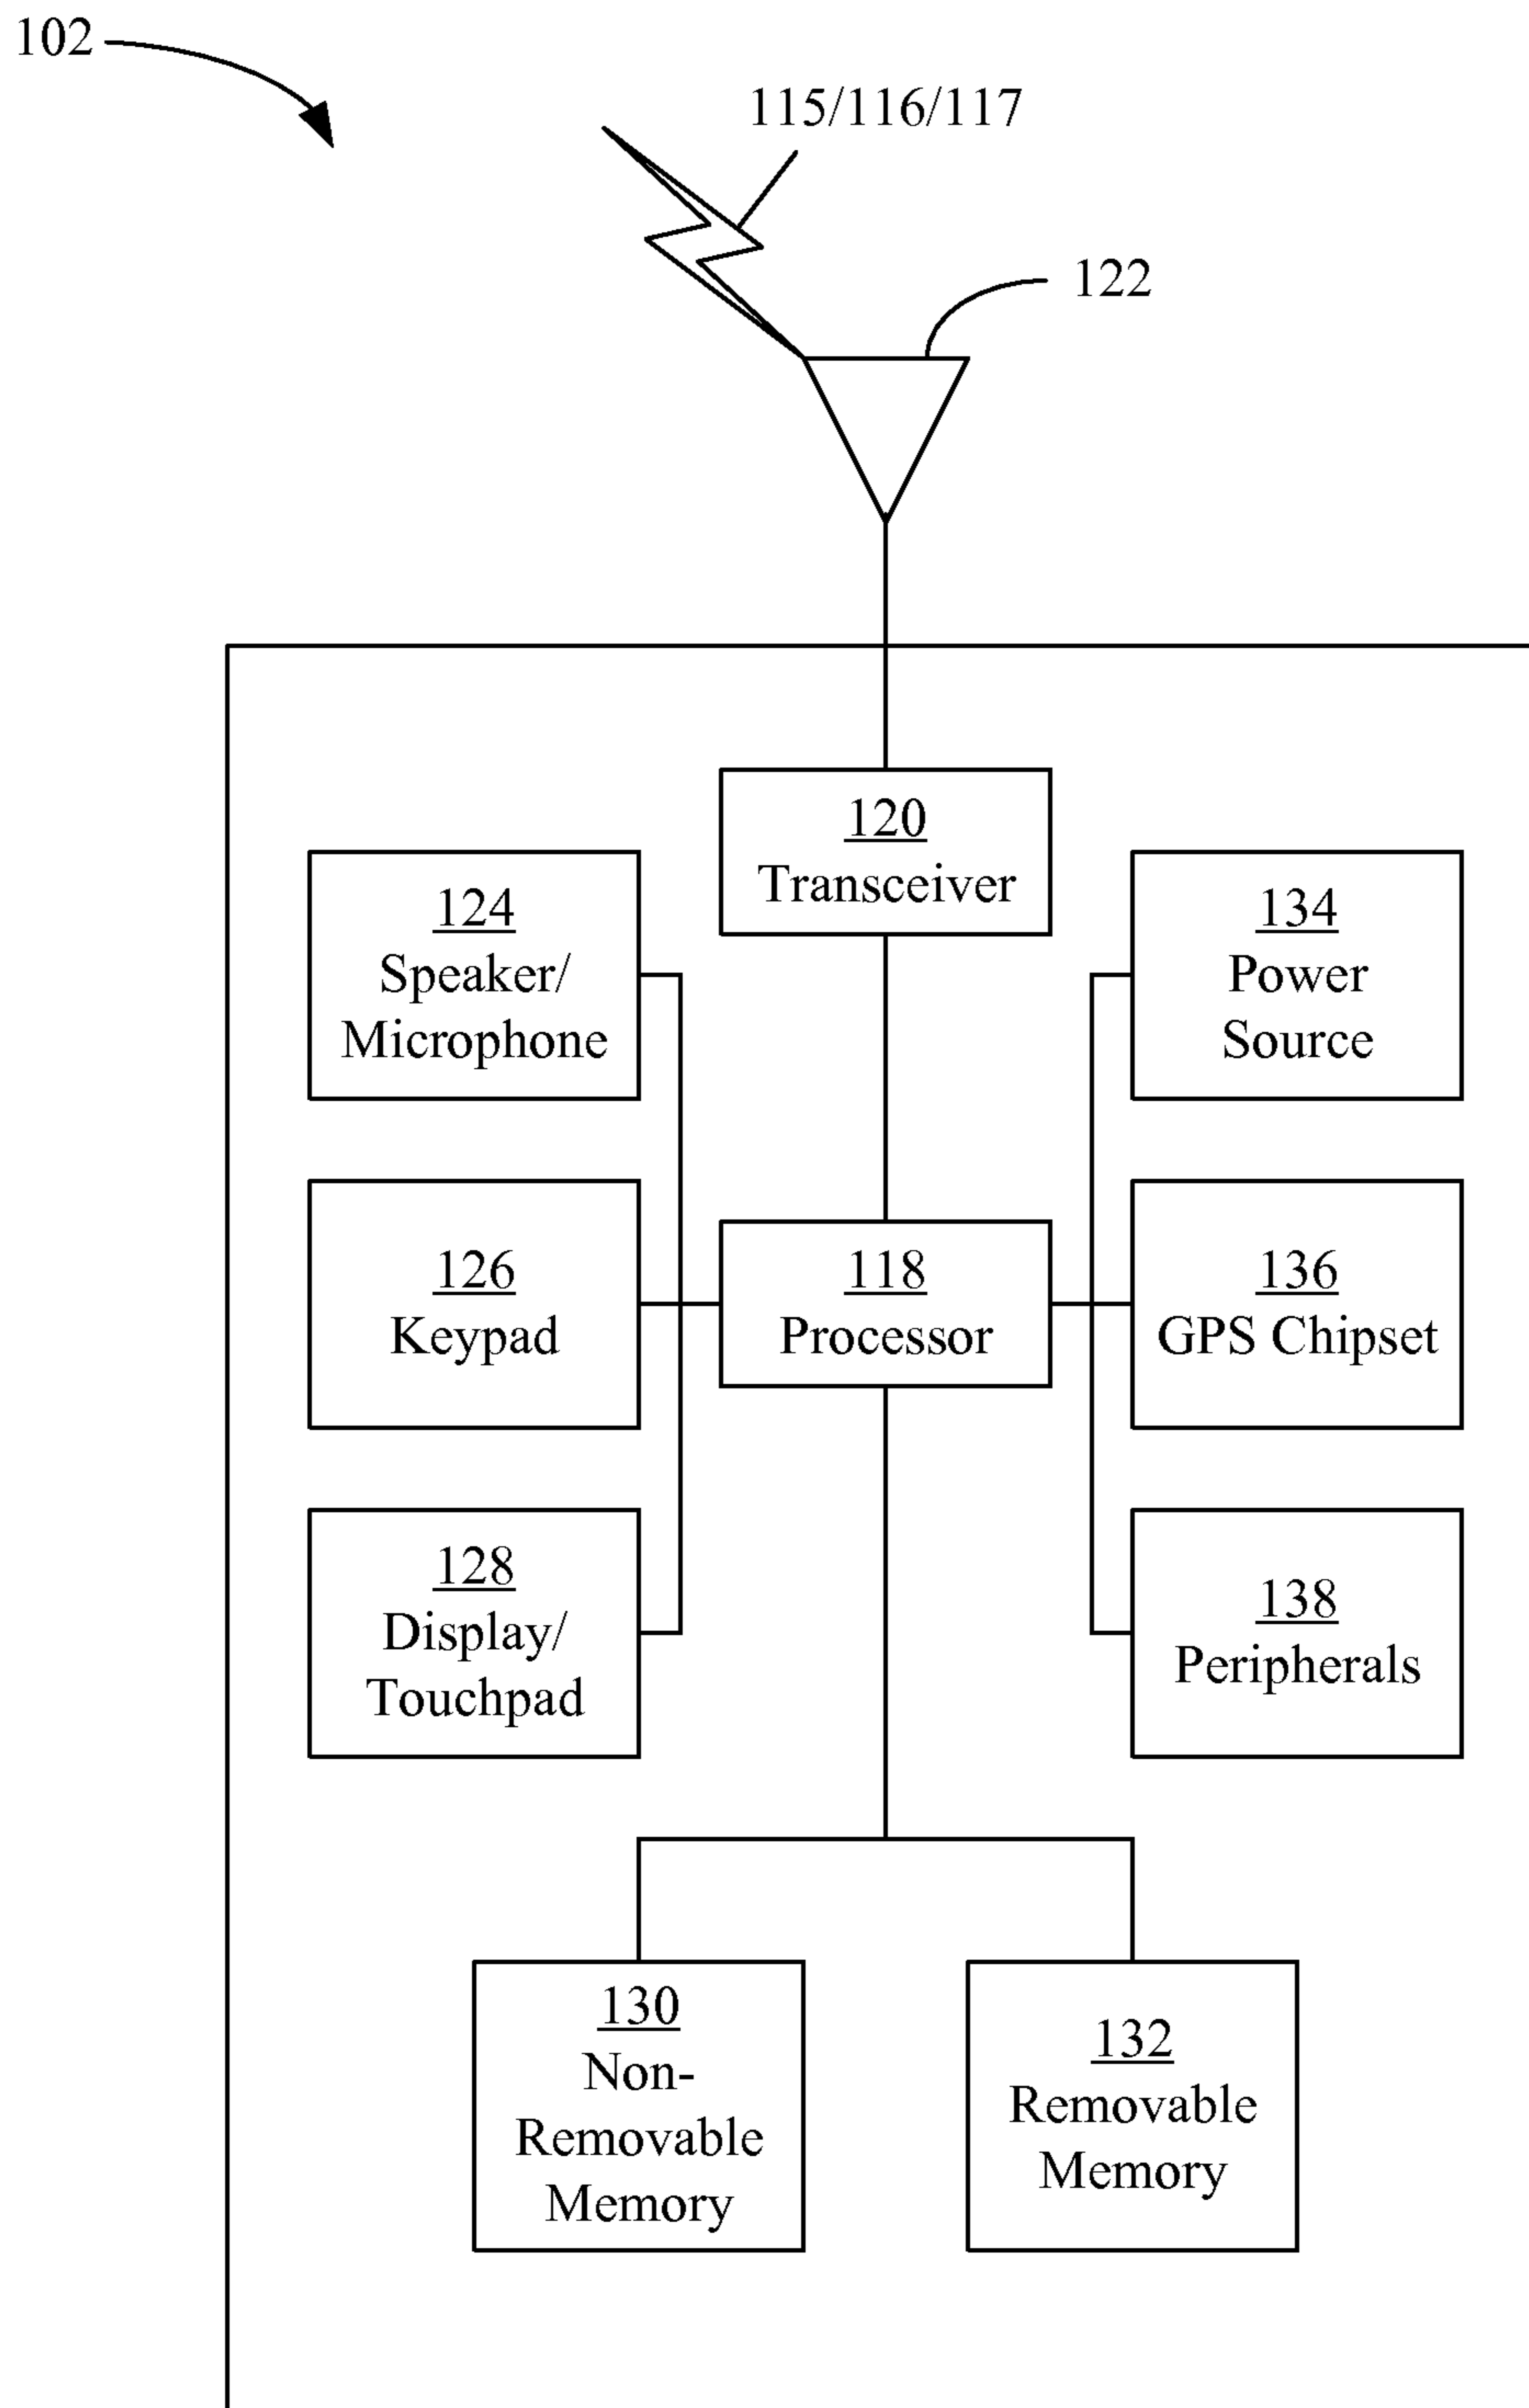 102
115/116/117
122
120
Transceiver
124
Speaker/
Microphone
134
Power
Source
126
Keypad
118
Processor
136
GPS Chipset
128
Display/
Touchpad
138
Peripherals
130
Non-
Removable
Memory
132
Removable
Memory